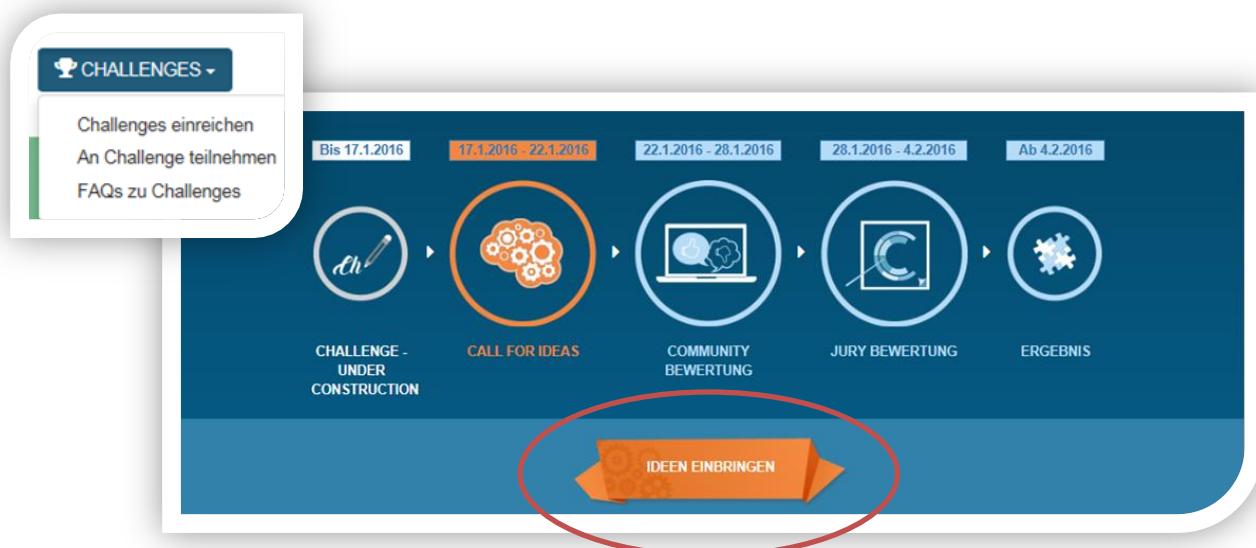 CHALLENGES
Challenges einreichen
An Challenge teilnehmen
FAQs zu Challenges
Bis 17.1.2016
17.1.2016 - 22.1.2016
22.1.2016 - 28.1.2016
28.1.2016 - 4.2.2016
Ab 4.2.2016
Ch
C
CHALLENGE -
UNDER
CONSTRUCTION
CALL FOR IDEAS
COMMUNITY
BEWERTUNG
JURY BEWERTUNG
ERGEBNIS
IDEEN EINBRINGEN